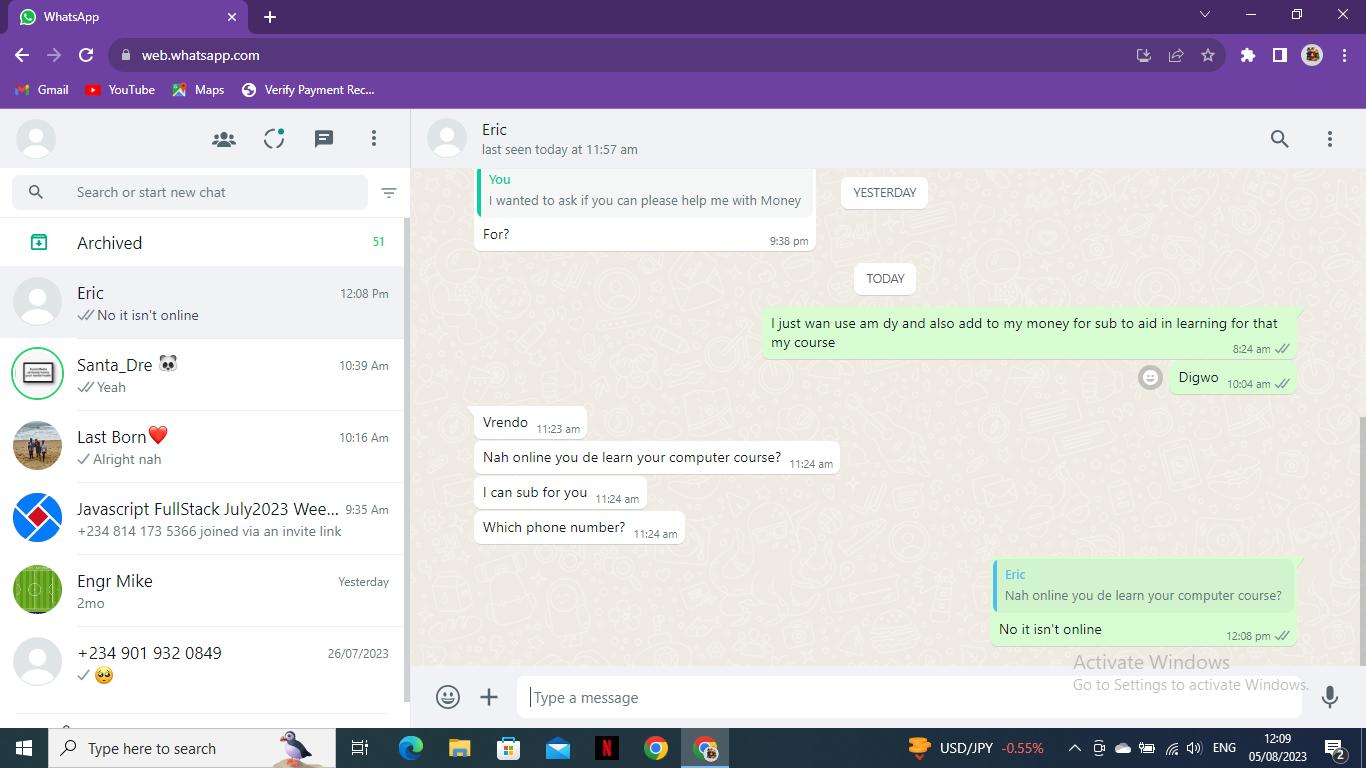 WhatsApp
web.whatsapp.com
Gmail
YouTube
Maps
Verify Payment Rec...
Eric
last seen today at 11:57 am
Search or start new chat
Archived
51
Eric
12:08 Pm
No it isn't online
Santa_Dre 🐼
10:39 Am
Yeah
Last Born❤️
10:16 Am
Alright nah
Javascript FullStack July2023 Wee...
9:35 Am
+234 814 173 5366 joined via an invite link
Engr Mike
Yesterday
2mo
+234 901 932 0849
26/07/2023
🥺
You
I wanted to ask if you can please help me with Money
For?
9:38 pm
YESTERDAY
TODAY
I just wan use am dy and also add to my money for sub to aid in learning for that
my course
8:24 am
Digwo
10:04 am
Vrendo
11:23 am
Nah online you de learn your computer course?
11:24 am
I can sub for you
11:24 am
Which phone number?
11:24 am
Eric
Nah online you de learn your computer course?
No it isn't online
12:08 pm
Activate Windows
Go to Settings to activate Windows.
Type a message
Type here to search
N
USD/JPY -0.55%
ENG
12:09
05/08/2023
2